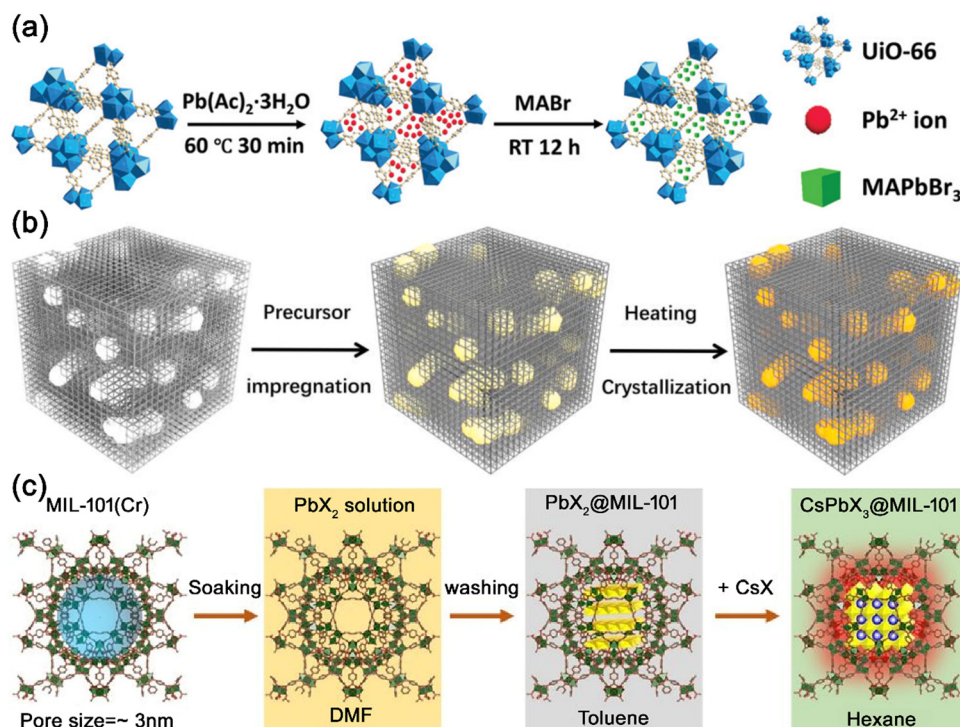 (a)
Pb(Ac)₂·3H₂O
60 ℃ 30 min
MABr
RT 12 h
UiO-66
Pb²⁺ ion
MAPbBr₃
(b)
Precursor
impregnation
Heating
Crystallization
(c)
MIL-101(Cr)
Pore size=~ 3nm
Soaking
PbX₂ solution
DMF
washing
PbX₂@MIL-101
Toluene
+ CsX
CsPbX₃@MIL-101
Hexane